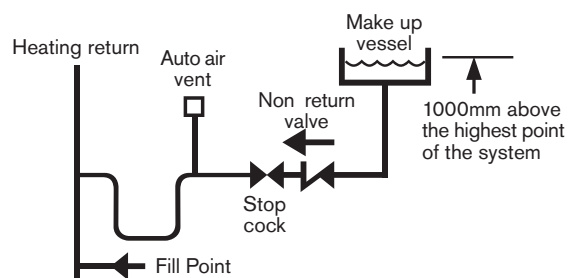 Heating return
Auto air
vent
Make up
vessel
Non return
valve
1000mm above
the highest point
of the system
Stop
cock
Fill Point